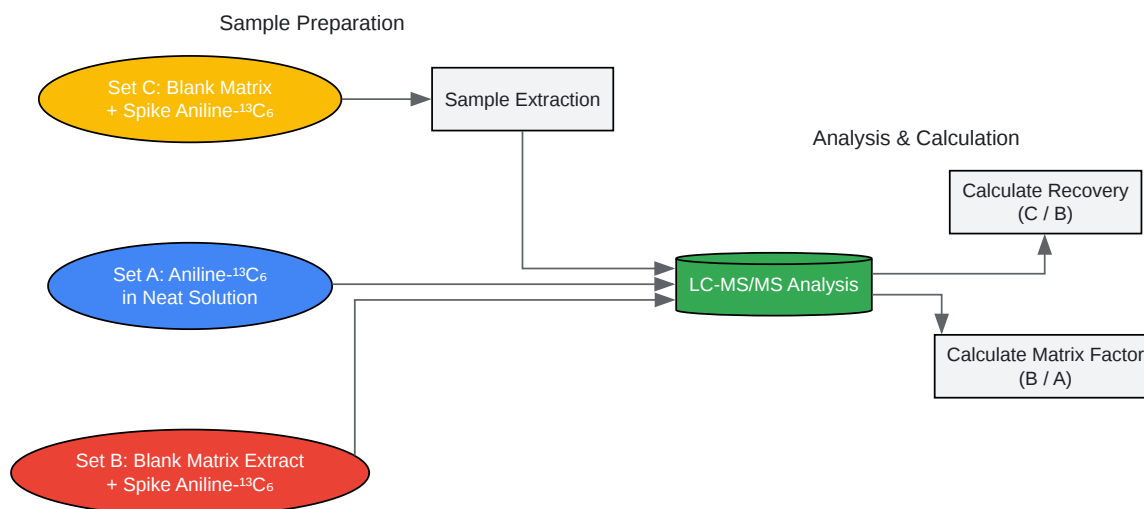 Sample Preparation
Set C: Blank Matrix
+ Spike Aniline-¹³C₆
Sample Extraction
Analysis & Calculation
Calculate Recovery
(C / B)
Set A: Aniline-¹³C₆
in Neat Solution
LC-MS/MS Analysis
Calculate Matrix Factor
(B / A)
Set B: Blank Matrix Extract
+ Spike Aniline-¹³C₆